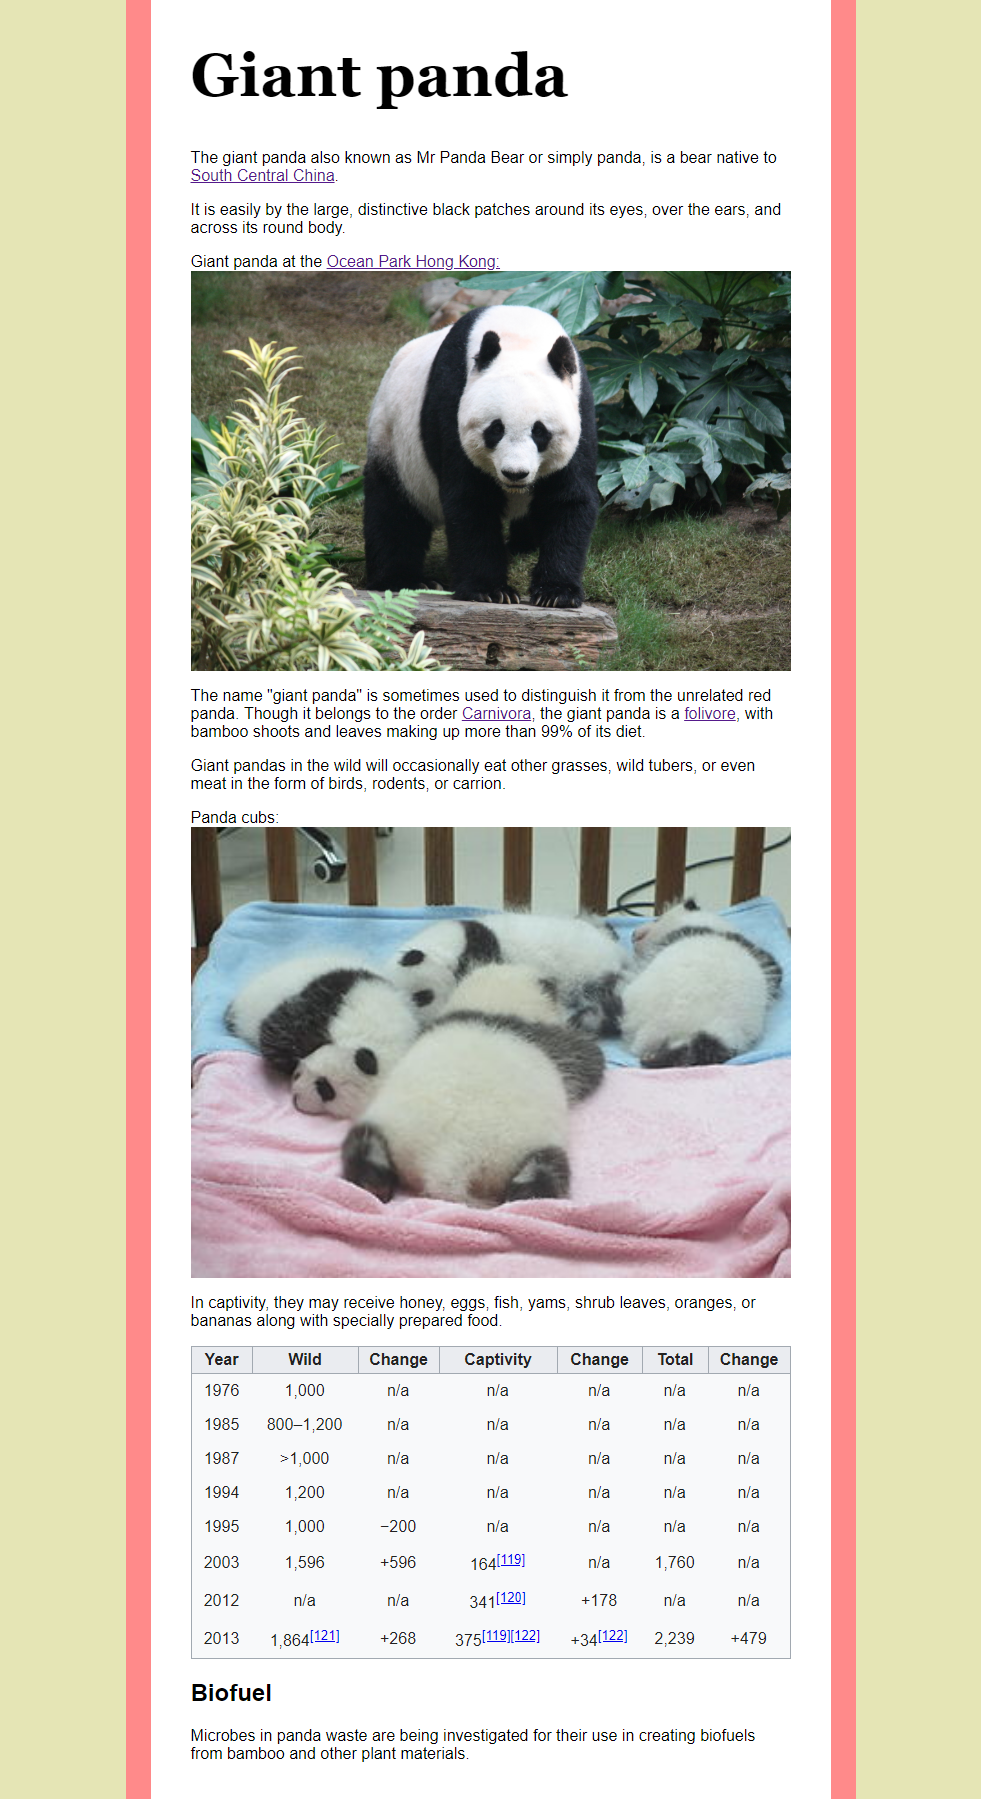 Giant panda
The giant panda also known as Mr Panda Bear or simply panda, is a bear native to
South Central China.
It is easily by the large, distinctive black patches around its eyes, over the ears, and
across its round body.
Giant panda at the Ocean Park Hong Kong:
The name "giant panda" is sometimes used to distinguish it from the unrelated red
panda. Though it belongs to the order Carnivora, the giant panda is a folivore, with
bamboo shoots and leaves making up more than 99% of its diet.
Giant pandas in the wild will occasionally eat other grasses, wild tubers, or even
meat in the form of birds, rodents, or carrion.
Panda cubs:
In captivity, they may receive honey, eggs, fish, yams, shrub leaves, oranges, or
bananas along with specially prepared food.
Year Wild Change Captivity Change Total Change
1976 1,000 n/a n/a n/a n/a n/a
1985 800–1,200 n/a n/a n/a n/a n/a
1987 >1,000 n/a n/a n/a n/a n/a
1994 1,200 n/a n/a n/a n/a n/a
1995 1,000 −200 n/a n/a n/a n/a
2003 1,596 +596 164[119] n/a 1,760 n/a
2012 n/a n/a 341[120] +178 n/a n/a
2013 1,864[121] +268 375[119][122] +34[122] 2,239 +479
Biofuel
Microbes in panda waste are being investigated for their use in creating biofuels
from bamboo and other plant materials.